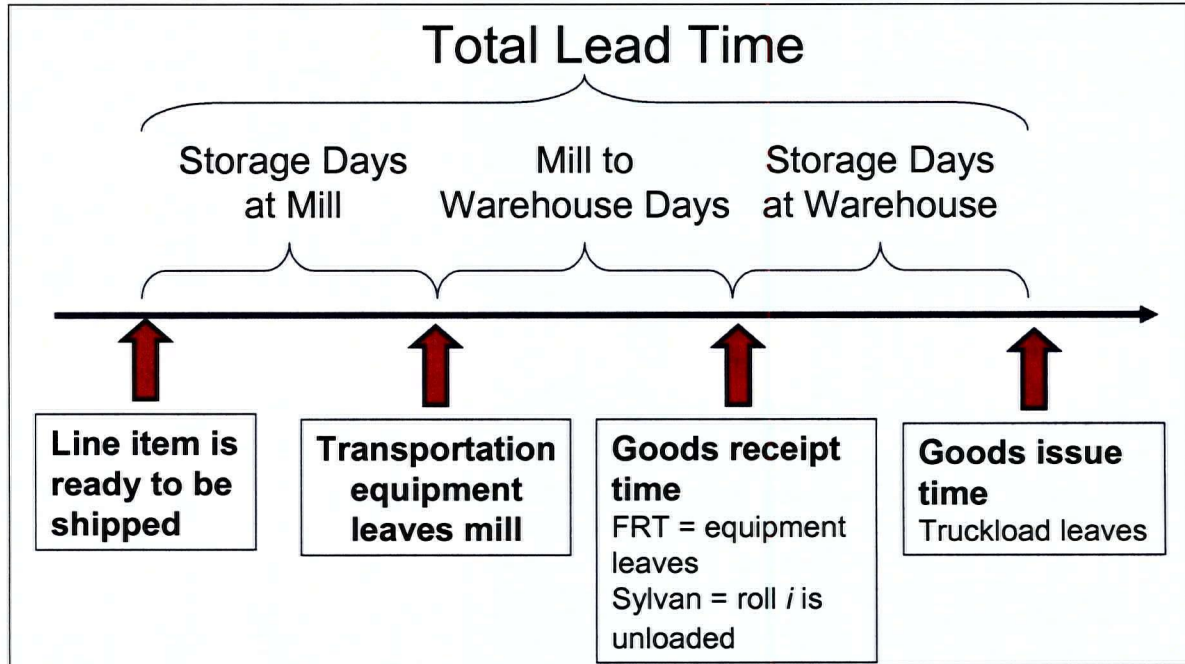 Total Lead Time
Storage Days
at Mill
Mill to
Warehouse Days
Storage Days
at Warehouse
Line item is
ready to be
shipped
Transportation
equipment
leaves mill
Goods receipt
time
FRT = equipment
leaves
Sylvan = roll i is
unloaded
Goods issue
time
Truckload leaves